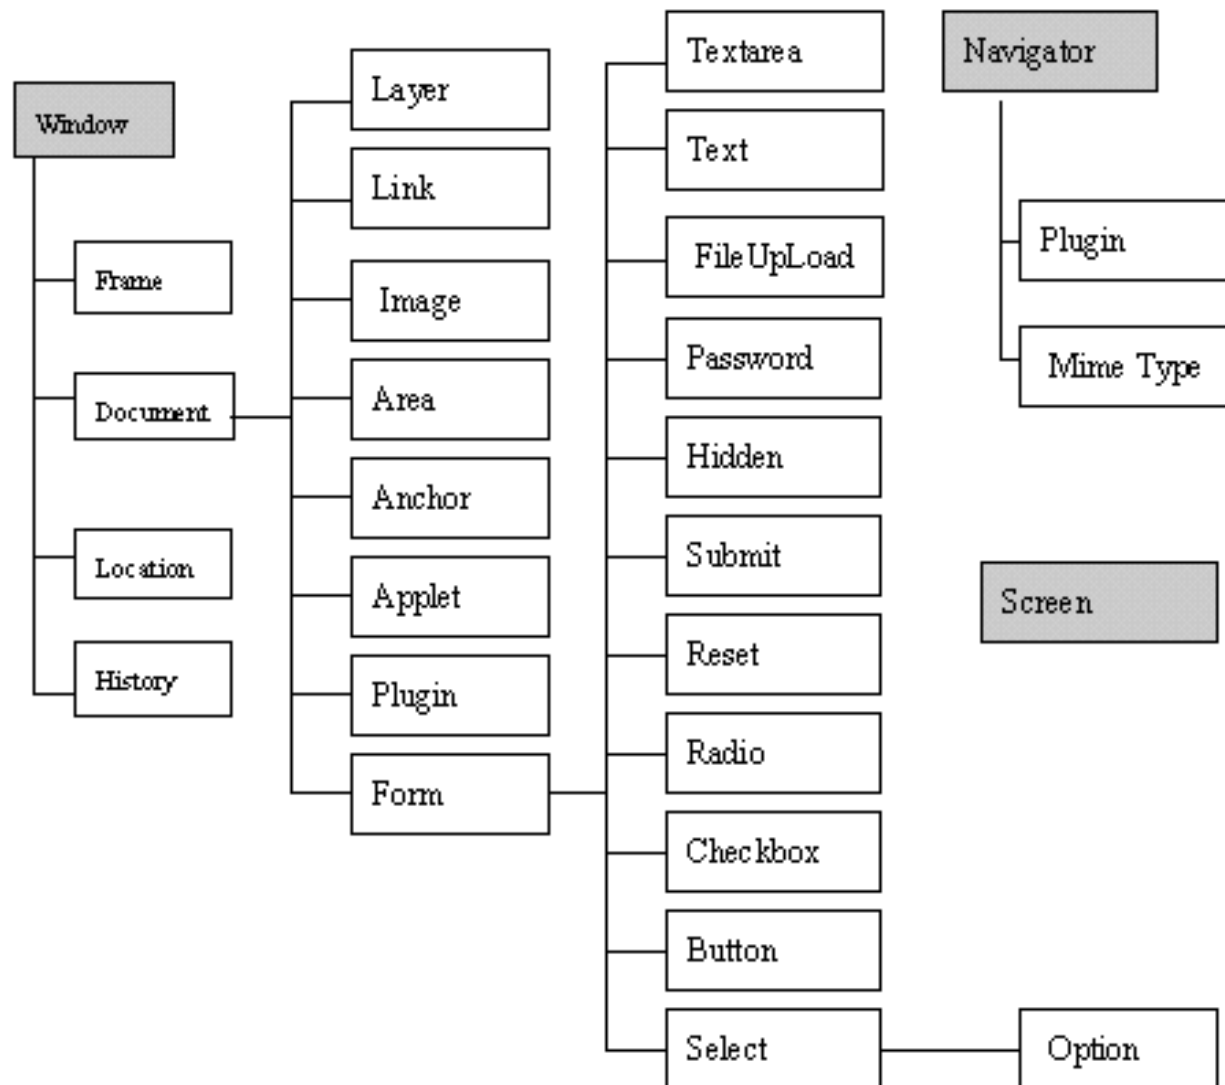 Window
Frame
Document
Location
History
Layer
Link
Image
Area
Anchor
Applet
Plugin
Form
Textarea
Text
FileUpLoad
Password
Hidden
Submit
Reset
Radio
Checkbox
Button
Select
Option
Navigator
Plugin
Mime Type
Screen